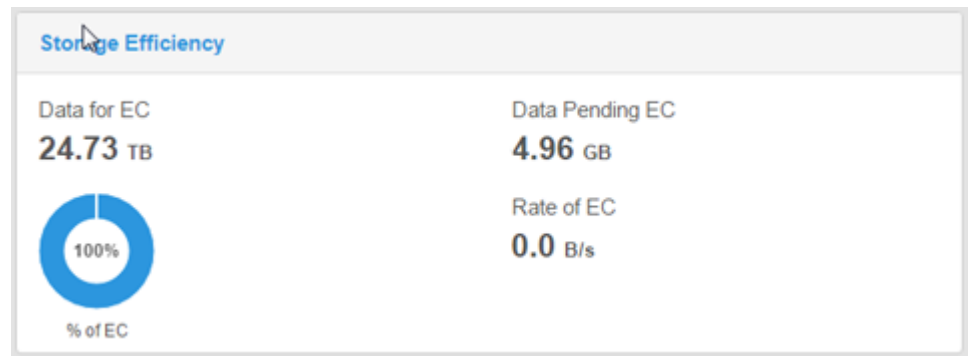 Storage Efficiency
Data for EC
24.73 TB
100%
% of EC
Data Pending EC
4.96 GB
Rate of EC
0.0 B/s